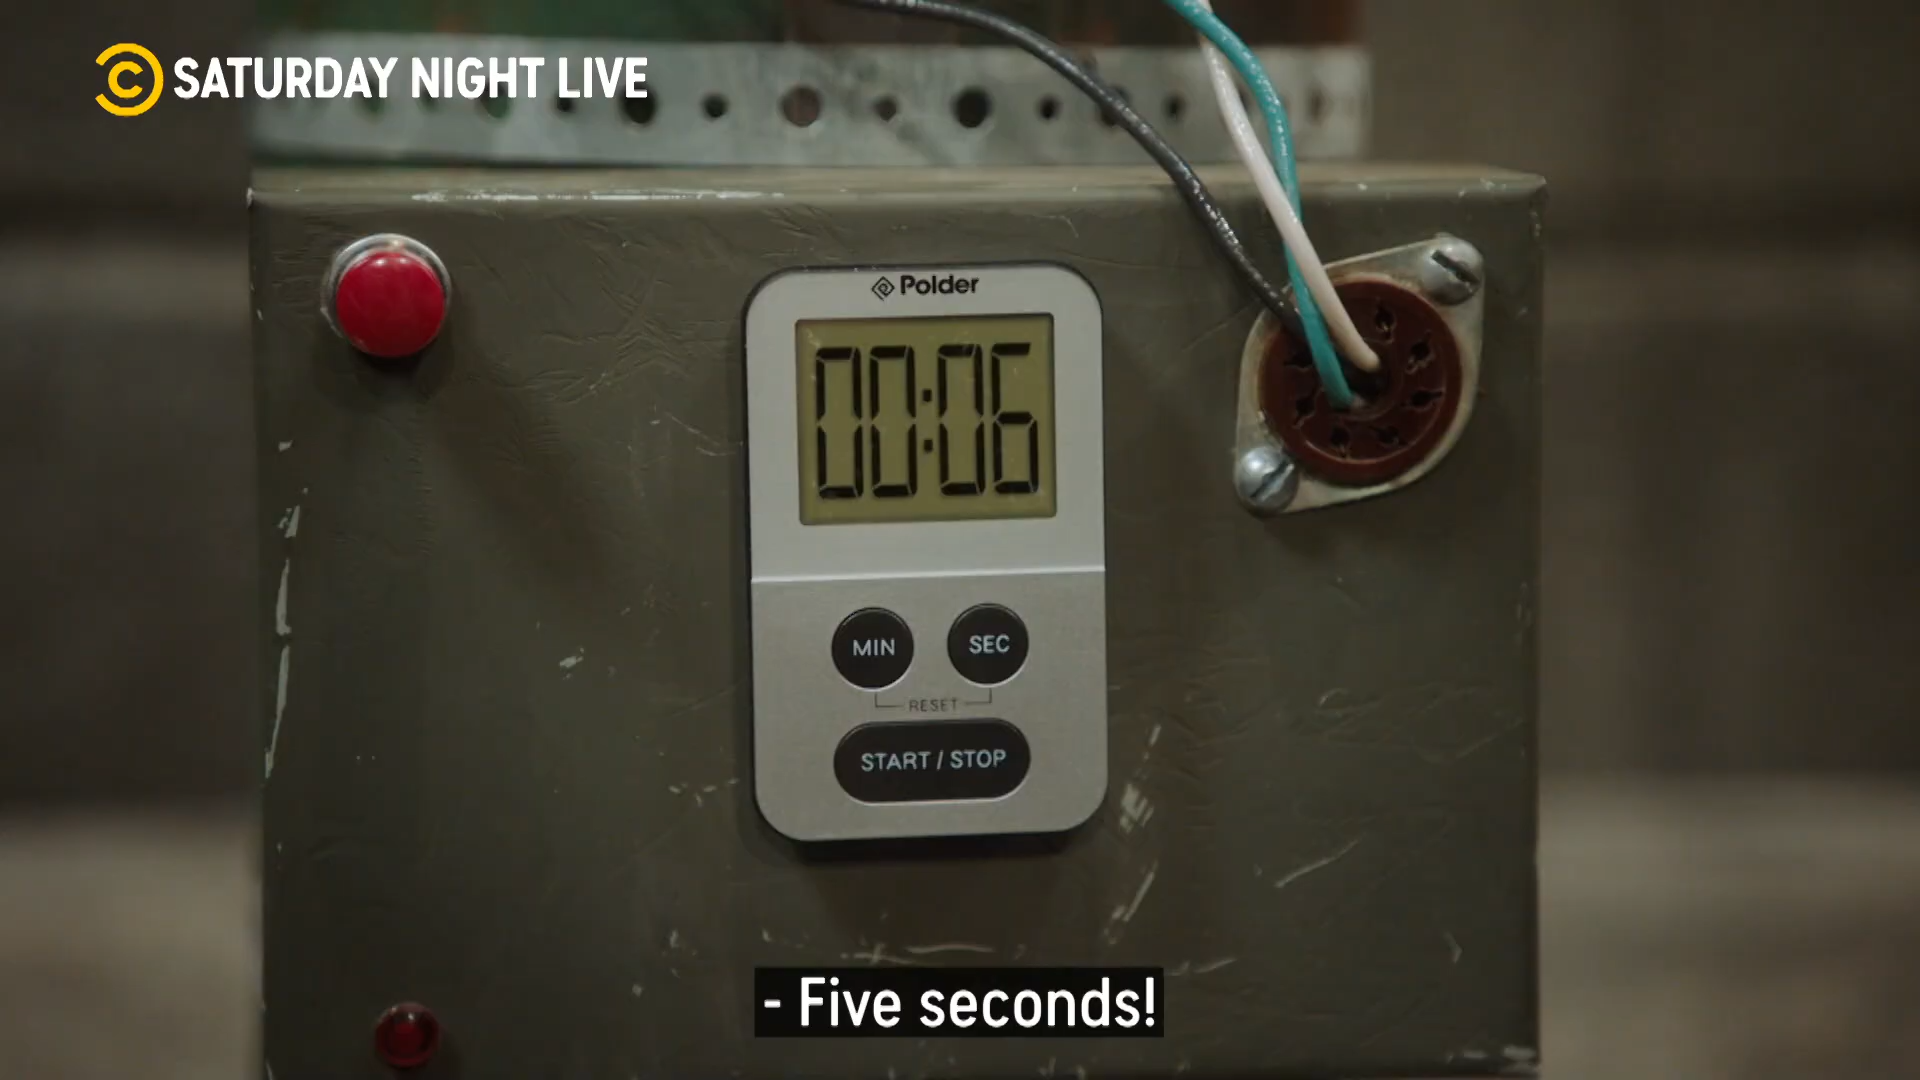 SATURDAY NIGHT LIVE
Polder
00:06
MIN SEC
RESET
START / STOP
- Five seconds!